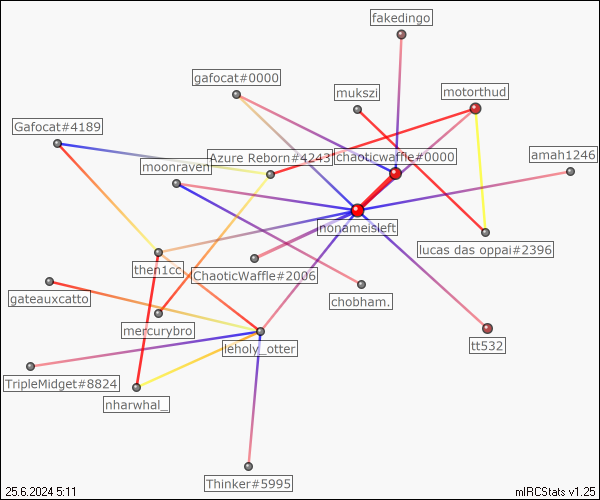 fakedingo
gafocat#0000
mukszi
motorthud
Gafocat#4189
Azure Reborn#4243
chaoticwaffle#0000
moonraven
amah1246
nonameisleft
lucas das oppai#2396
then1cc
ChaoticWaffle#2006
gateauxcatto
chobham.
mercurybro
leholy_otter
tt532
TripleMidget#8824
nharwhal_
Thinker#5995
25.6.2024 5:11
mIRCStats v1.25